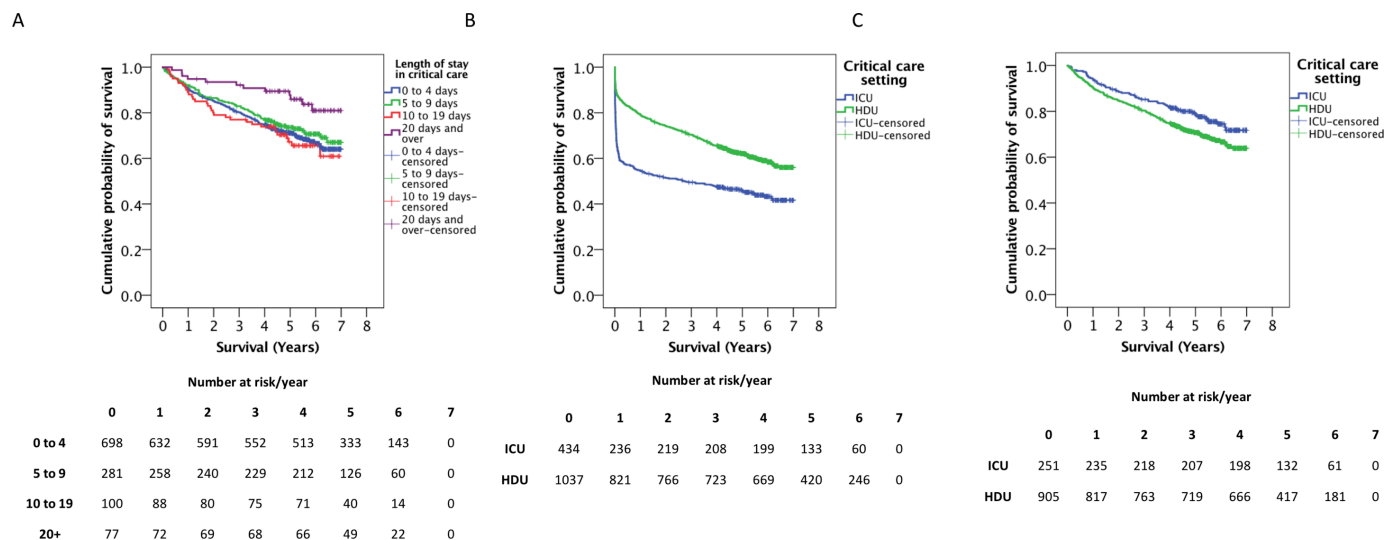 A
Cumulative probability of survival
1.0
0.8
0.6
0.4
0.2
0.0
0 1 2 3 4 5 6 7 8
Survival (Years)
Length of stay
in critical care
0 to 4 days
5 to 9 days
10 to 19 days
20 days and
over
0 to 4 days-
censored
5 to 9 days-
censored
10 to 19 days-
censored
20 days and
over-censored
Number at risk/year
0 1 2 3 4 5 6 7
0 to 4 698 632 591 552 513 333 143 0
5 to 9 281 258 240 229 212 126 60 0
10 to 19 100 88 80 75 71 40 14 0
20+ 77 72 69 68 66 49 22 0
B
Cumulative probability of survival
1.0
0.8
0.6
0.4
0.2
0.0
0 1 2 3 4 5 6 7 8
Survival (Years)
Critical care
setting
ICU
HDU
ICU-censored
HDU-censored
Number at risk/year
0 1 2 3 4 5 6 7
ICU 434 236 219 208 199 133 60 0
HDU 1037 821 766 723 669 420 246 0
C
Cumulative probability of survival
1.0
0.8
0.6
0.4
0.2
0.0
0 1 2 3 4 5 6 7 8
Survival (Years)
Critical care
setting
ICU
HDU
ICU-censored
HDU-censored
Number at risk/year
0 1 2 3 4 5 6 7
ICU 251 235 218 207 198 132 61 0
HDU 905 817 763 719 666 417 181 0